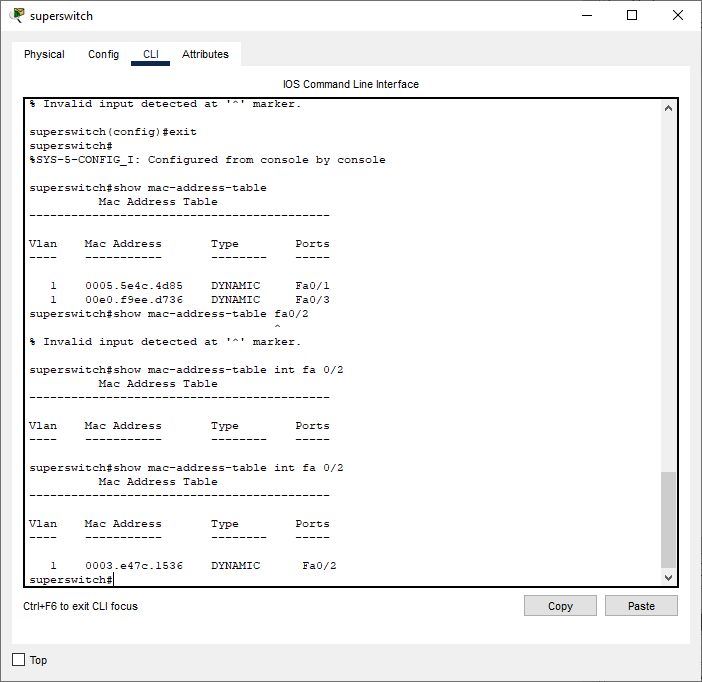 superswitch
Physical Config CLI Attributes
IOS Command Line Interface
% Invalid input detected at '^' marker.
superswitch(config)#exit
superswitch#
%SYS-5-CONFIG_I: Configured from console by console
superswitch#show mac-address-table
Mac Address Table
-------------------------------------------
Vlan Mac Address Type Ports
---- ----------- -------- -----
1 0005.5e4c.4d85 DYNAMIC Fa0/1
1 00e0.f9ee.d736 DYNAMIC Fa0/3
superswitch#show mac-address-table fa0/2
^
% Invalid input detected at '^' marker.
superswitch#show mac-address-table int fa 0/2
Mac Address Table
-------------------------------------------
Vlan Mac Address Type Ports
---- ----------- -------- -----
superswitch#show mac-address-table int fa 0/2
Mac Address Table
-------------------------------------------
Vlan Mac Address Type Ports
---- ----------- -------- -----
1 0003.e47c.1536 DYNAMIC Fa0/2
superswitch#
Ctrl+F6 to exit CLI focus Copy Paste
Top